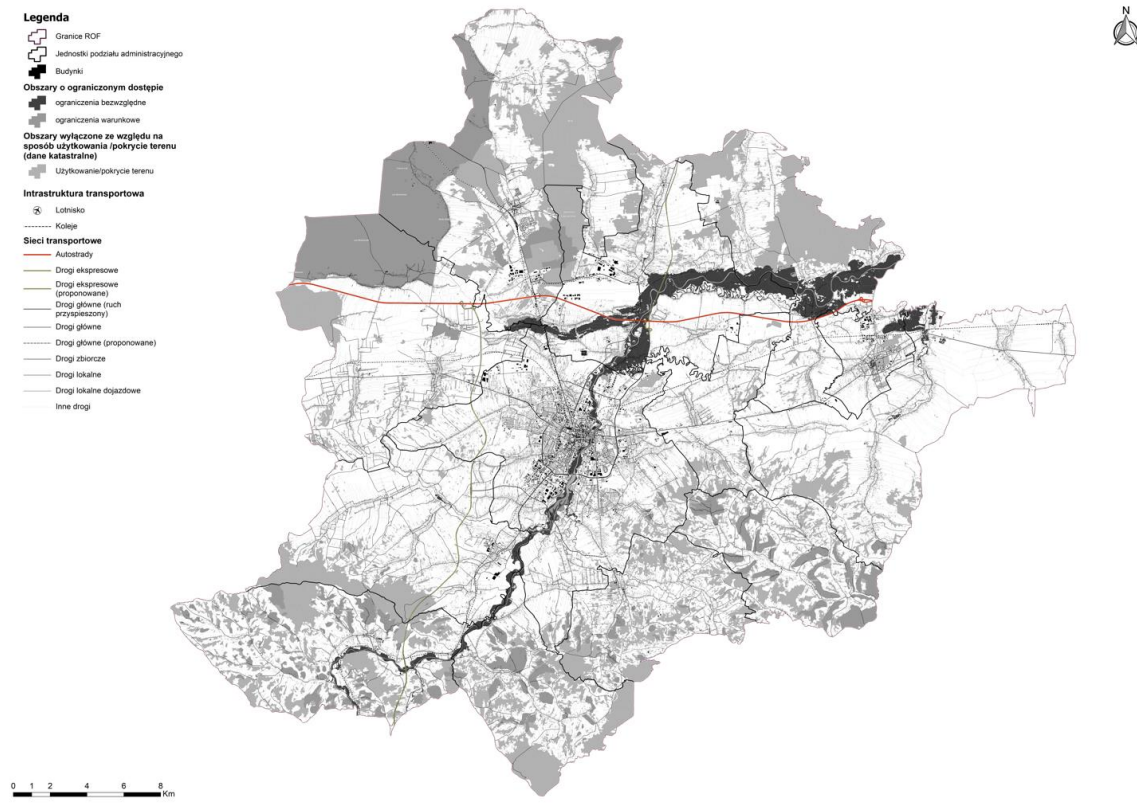 Legenda
Granice ROF
Jednostki podziału administracyjnego
Budynki
Obszary o ograniczonym dostępie
ograniczenia bezwzględne
ograniczenia warunkowe
Obszary wyłączone ze względu na
sposób użytkowania /pokrycie terenu
(dane katastralne)
Użytkowanie/pokrycie terenu
Intrastruktura transportowa
Lotnisko
Koleje
Sieci transportowe
Autostrady
Drogi ekspresowe
Drogi ekspresowe
(proponowane)
Drogi główne (ruch
przyspieszony)
Drogi główne
Drogi główne (proponowane)
Drogi zbiorcze
Drogi lokalne
Drogi lokalne dojazdowe
Inne drogi
N
0 1 2 4 6 8
Km